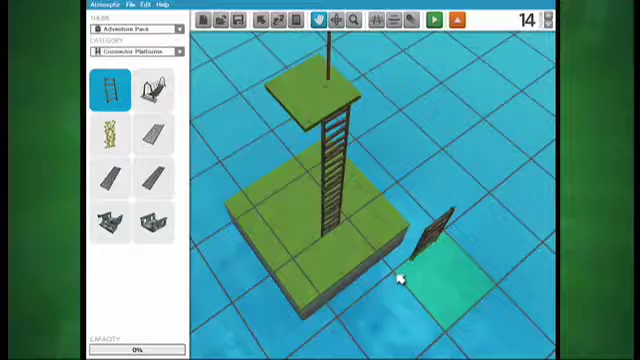 Atmosphir File Edit Help
THEME
Adventure Pack
14
CATEGORY
Connector Platforms
CAPACITY
0%